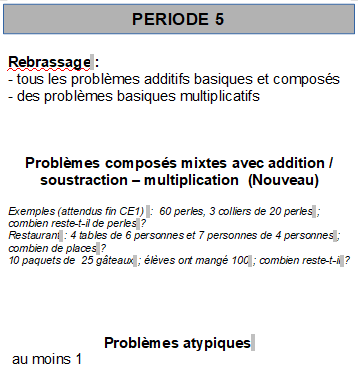 PERIODE 5
Rebrassage :
- tous les problèmes additifs basiques et composés
- des problèmes basiques multiplicatifs
Problèmes composés mixtes avec addition /
soustraction – multiplication  (Nouveau)
Exemples (attendus fin CE1) :  60 perles, 3 colliers de 20 perles ;
combien reste-t-il de perles ?
Restaurant : 4 tables de 6 personnes et 7 personnes de 4 personnes ;
combien de places ?
10 paquets de  25 gâteaux ; élèves ont mangé 100 ; combien reste-t-il ?
Problèmes atypiques
au moins 1